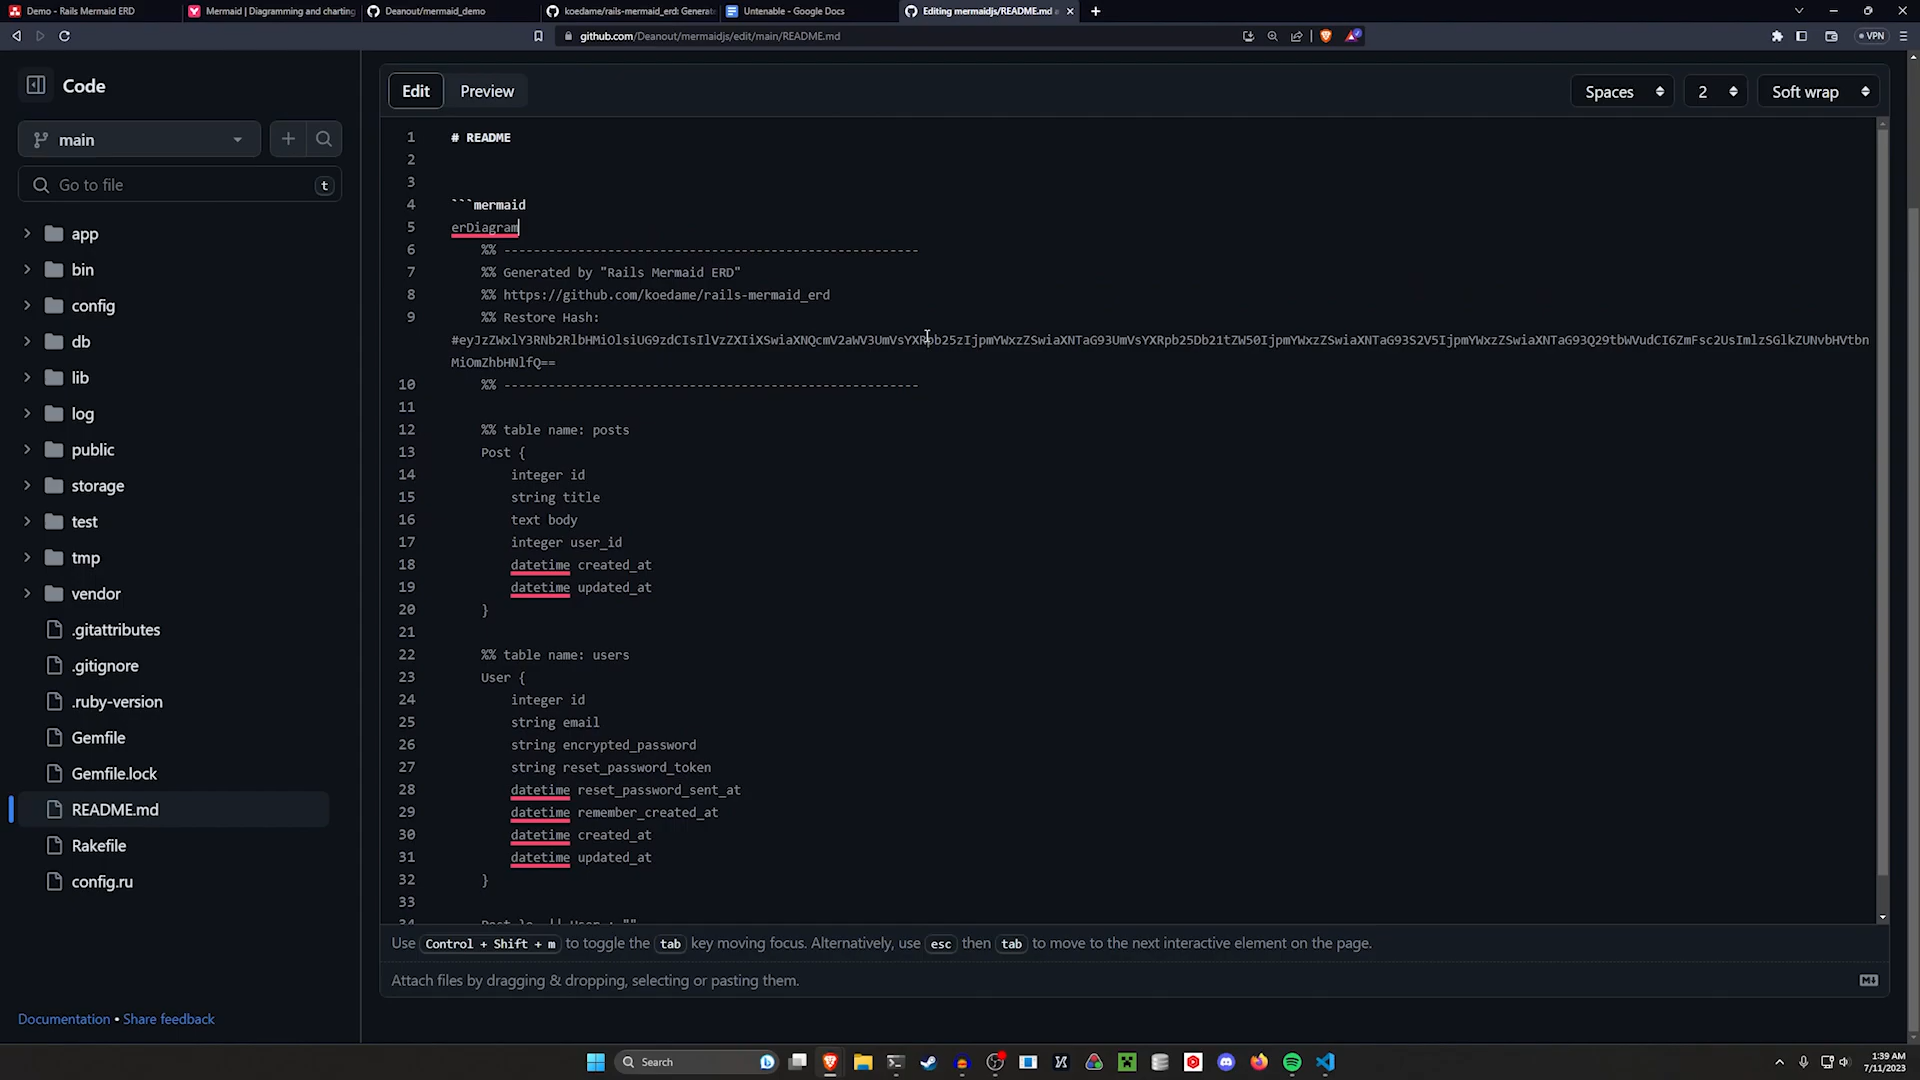 Demo - Rails Mermaid ERD
Mermaid | Diagramming and charting
Deanout/mermaid_demo
koedame/rails-mermaid_erd: Generat
Untenable - Google Docs
Editing mermaidjs/README.md
github.com/Deanout/mermaidjs/edit/main/README.md
VPN
Code
main
Go to file
t
app
bin
config
db
lib
log
public
storage
test
tmp
vendor
.gitattributes
.gitignore
.ruby-version
Gemfile
Gemfile.lock
README.md
Rakefile
config.ru
Documentation • Share feedback
Edit
Preview
Spaces
2
Soft wrap
1 # README
2
3
4 ```mermaid
5 erDiagram
6 %% --------------------------------------------------------
7 %% Generated by "Rails Mermaid ERD"
8 %% https://github.com/koedame/rails-mermaid_erd
9 %% Restore Hash:
10 %% --------------------------------------------------------
11
12 %% table name: posts
13 Post {
14 integer id
15 string title
16 text body
17 integer user_id
18 datetime created_at
19 datetime updated_at
20 }
21
22 %% table name: users
23 User {
24 integer id
25 string email
26 string encrypted_password
27 string reset_password_token
28 datetime reset_password_sent_at
29 datetime remember_created_at
30 datetime created_at
31 datetime updated_at
32 }
33
Use Control + Shift + m to toggle the tab key moving focus. Alternatively, use esc then tab to move to the next interactive element on the page.
Attach files by dragging & dropping, selecting or pasting them.
Search
1:39 AM
7/11/2023